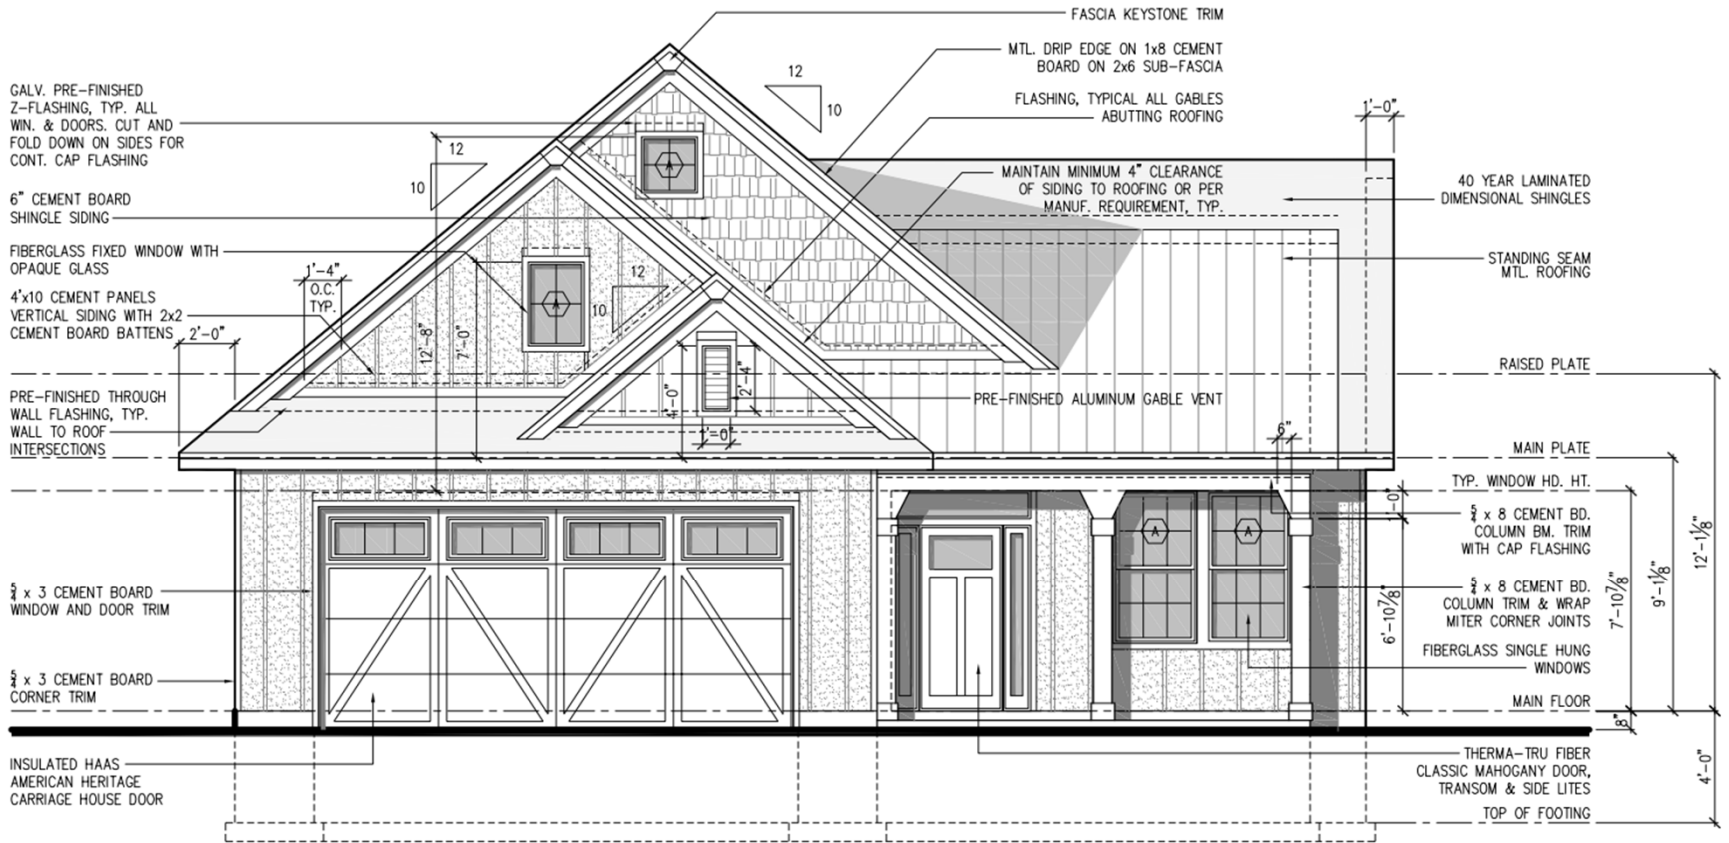 FASCIA KEYSTONE TRIM
MTL. DRIP EDGE ON 1x8 CEMENT
BOARD ON 2x6 SUB-FASCIA
FLASHING, TYPICAL ALL GABLES
ABUTTING ROOFING
MAINTAIN MINIMUM 4" CLEARANCE
OF SIDING TO ROOFING OR PER
MANUF. REQUIREMENT, TYP.
12
10
12
10
12
10
GALV. PRE-FINISHED
Z-FLASHING, TYP. ALL
WIN. & DOORS. CUT AND
FOLD DOWN ON SIDES FOR
CONT. CAP FLASHING
6" CEMENT BOARD
SHINGLE SIDING
FIBERGLASS FIXED WINDOW WITH
OPAQUE GLASS
4'x10 CEMENT PANELS
VERTICAL SIDING WITH 2x2
CEMENT BOARD BATTENS
1'-4"
O.C.
TYP.
2'-0"
PRE-FINISHED THROUGH
WALL FLASHING, TYP.
WALL TO ROOF
INTERSECTIONS
5/4 x 3 CEMENT BOARD
WINDOW AND DOOR TRIM
5/4 x 3 CEMENT BOARD
CORNER TRIM
INSULATED HAAS
AMERICAN HERITAGE
CARRIAGE HOUSE DOOR
A
A
12'-8"
7'-0"
4'-0"
2'-4"
1'-0"
PRE-FINISHED ALUMINUM GABLE VENT
A
A
1'-0"
40 YEAR LAMINATED
DIMENSIONAL SHINGLES
STANDING SEAM
MTL. ROOFING
RAISED PLATE
MAIN PLATE
6"
TYP. WINDOW HD. HT.
5/4 x 8 CEMENT BD.
COLUMN BM. TRIM
WITH CAP FLASHING
5/4 x 8 CEMENT BD.
COLUMN TRIM & WRAP
MITER CORNER JOINTS
FIBERGLASS SINGLE HUNG
WINDOWS
MAIN FLOOR
THERMA-TRU FIBER
CLASSIC MAHOGANY DOOR,
TRANSOM & SIDE LITES
TOP OF FOOTING
1'-0"
6'-10 7/8"
7'-10 7/8"
9'-1 1/8"
12'-1 1/8"
8"
4'-0"